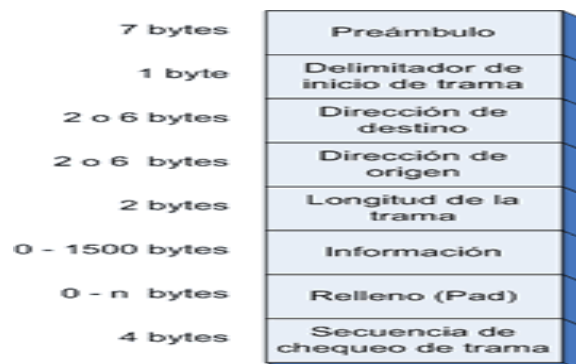 7 bytes
Preámbulo
1 byte
Delimitador de
inicio de trama
2 o 6 bytes
Dirección de
destino
2 o 6 bytes
Dirección de
origen
2 bytes
Longitud de la
trama
0 - 1500 bytes
Información
0 - n bytes
Relleno (Pad)
4 bytes
Secuencia de
chequeo de trama